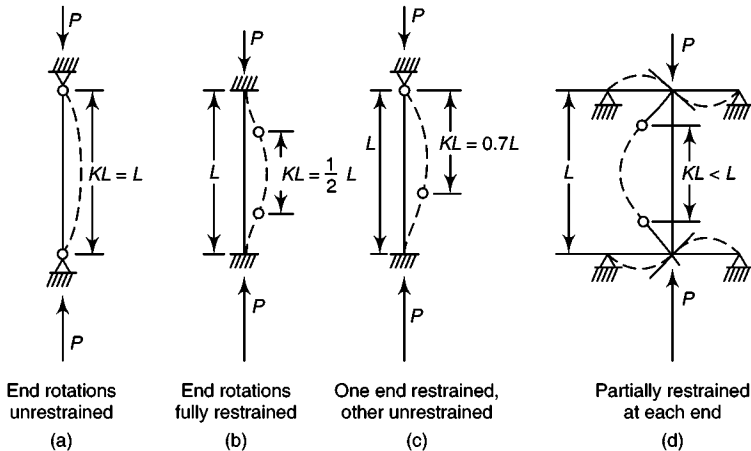 P
P
P
P
L
L
L
L
KL = L
KL = 1/2 L
KL = 0.7L
KL < L
P
P
P
P
End rotations
unrestrained
(a)
End rotations
fully restrained
(b)
One end restrained,
other unrestrained
(c)
Partially restrained
at each end
(d)